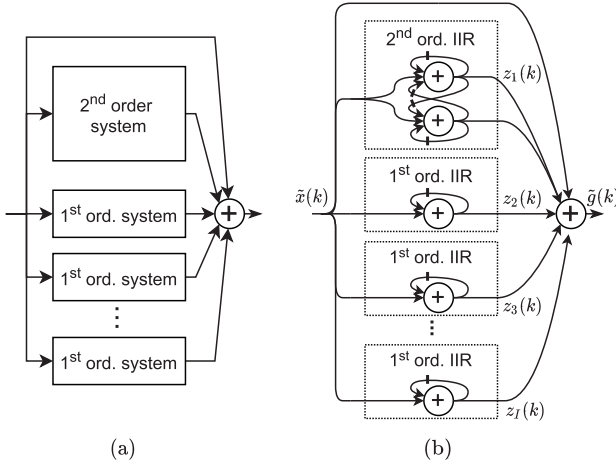 2nd order
system
1st ord. system
1st ord. system
⋮
1st ord. system
+
(a)
x̃(k)
2nd ord. IIR
+
+
z₁(k)
1st ord. IIR
+
z₂(k)
1st ord. IIR
+
z₃(k)
⋮
1st ord. IIR
+
z_I(k)
+
g̃(k)
(b)